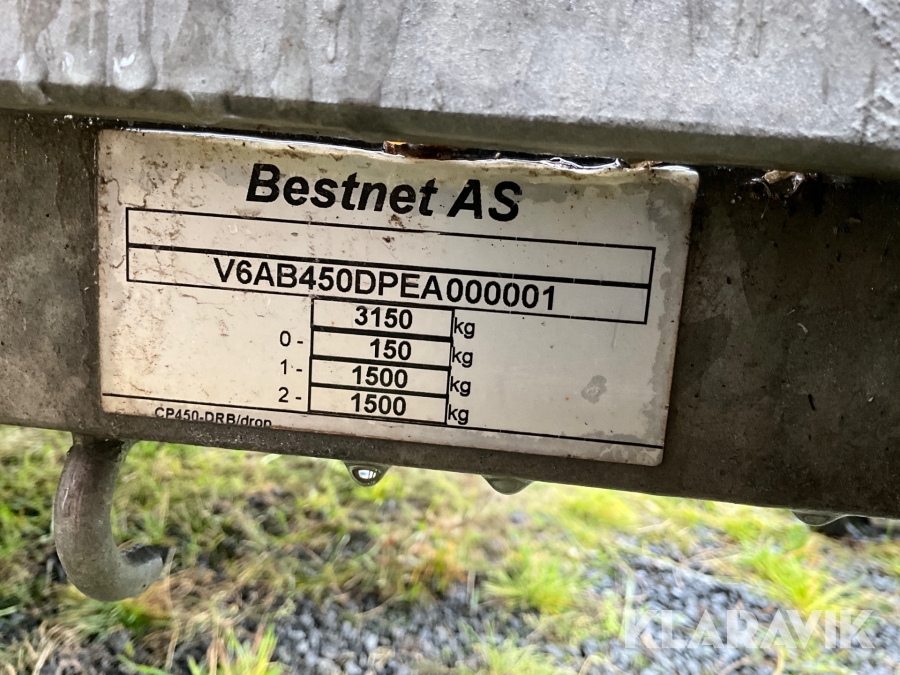 Bestnet AS
V6AB450DPEA000001
3150 kg
0 - 150 kg
1 - 1500 kg
2 - 1500 kg
CP450-DRB/drop
KLARAVIK